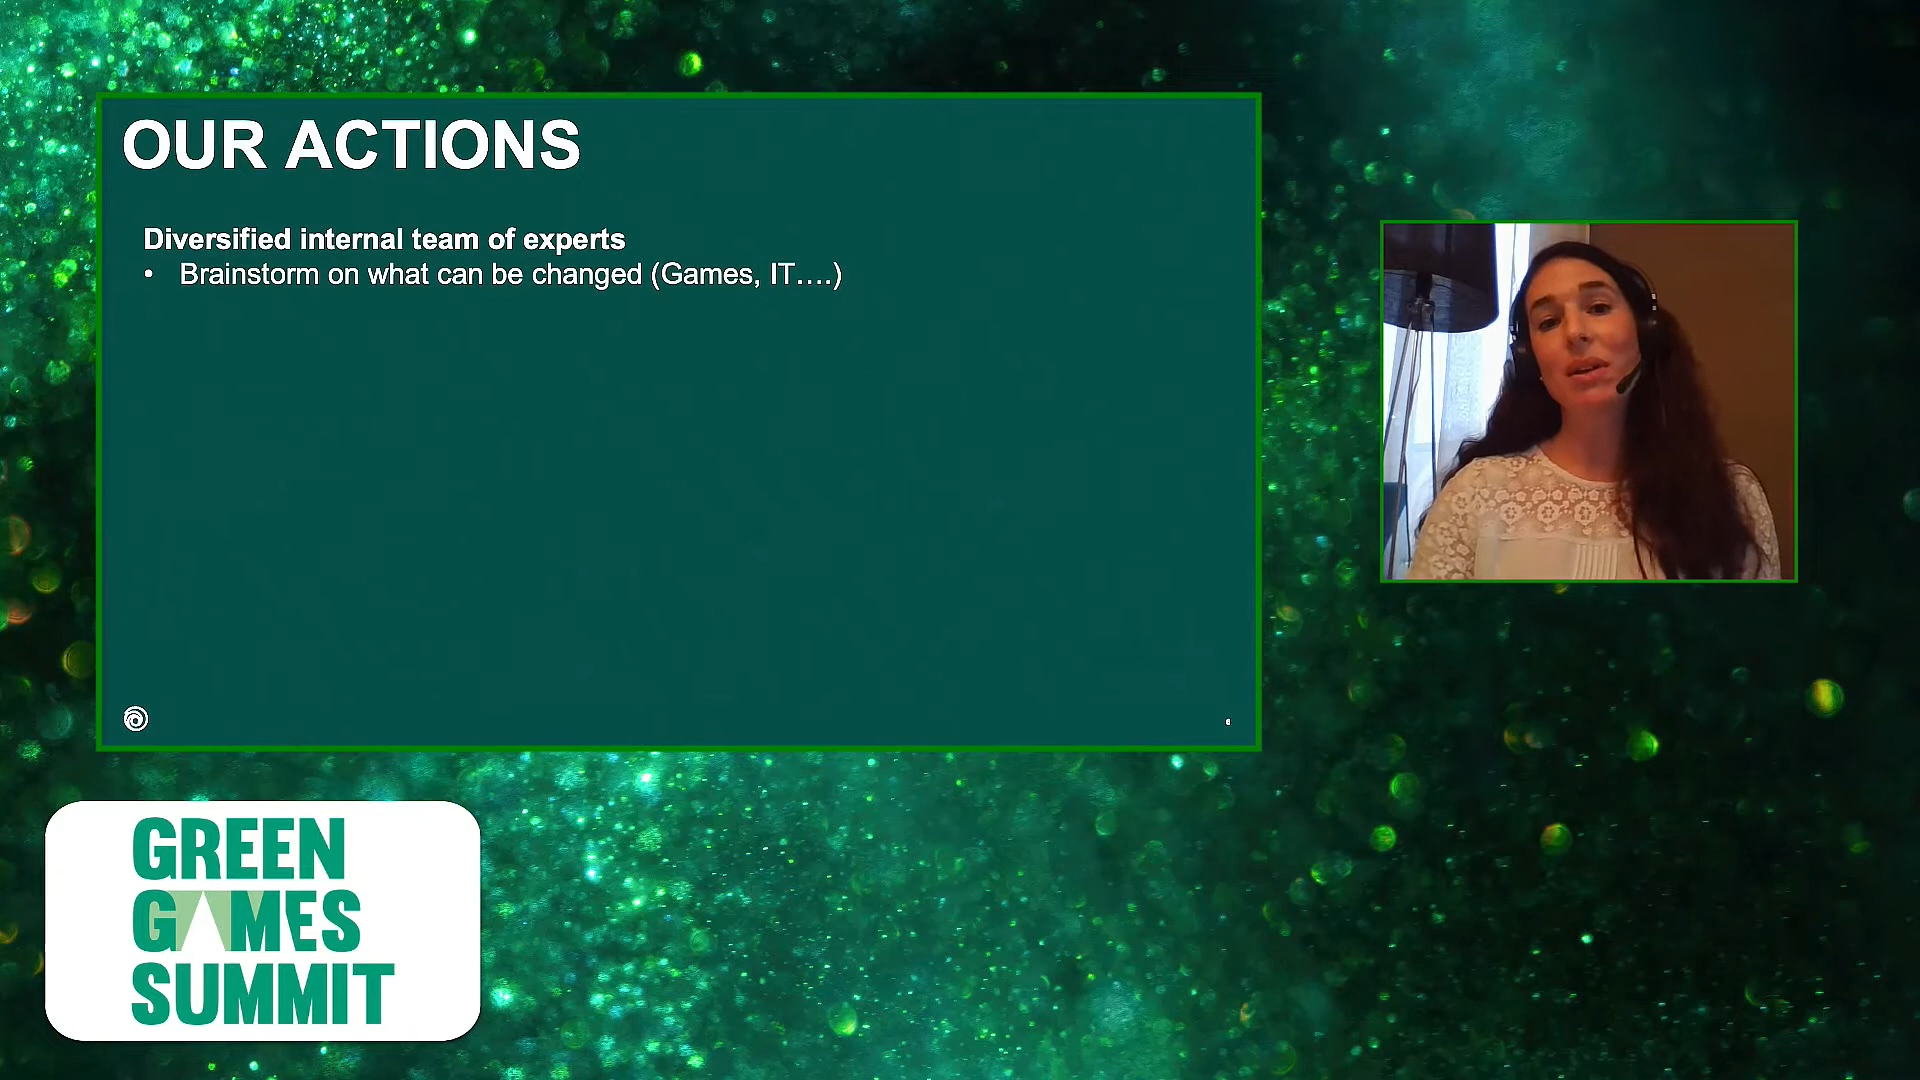 OUR ACTIONS
Diversified internal team of experts
• Brainstorm on what can be changed (Games, IT....)
GREEN
GAMES
SUMMIT